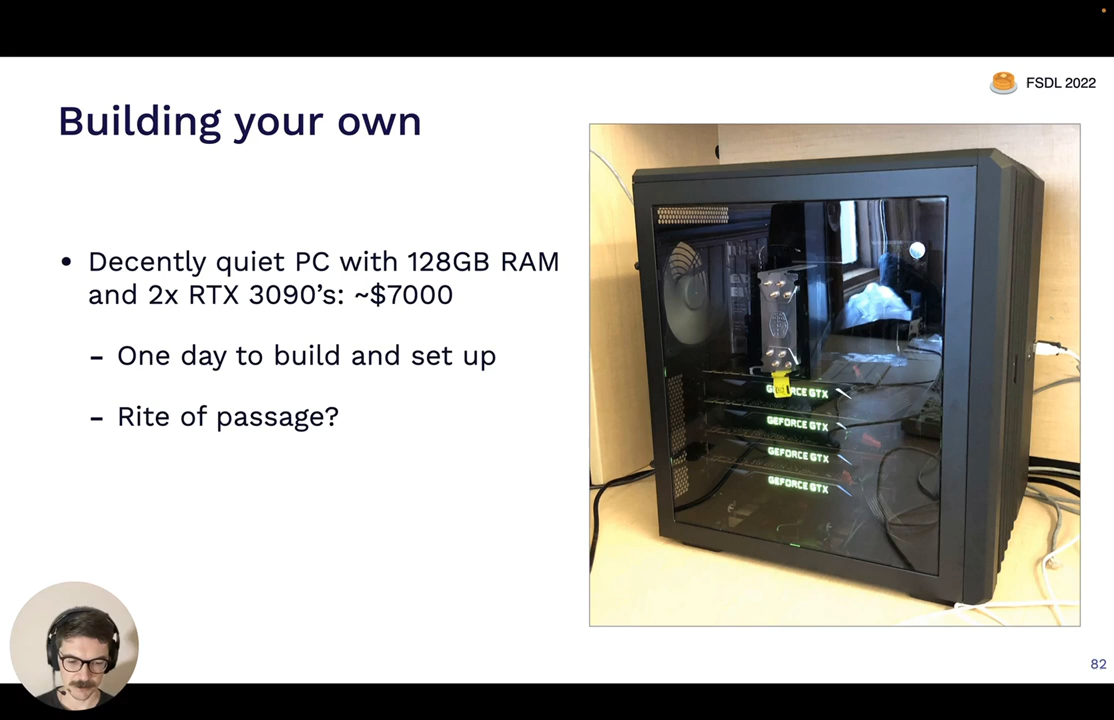 FSDL 2022
Building your own
• Decently quiet PC with 128GB RAM
and 2x RTX 3090’s: ~$7000
– One day to build and set up
– Rite of passage?
GEFORCE GTX
GEFORCE GTX
GEFORCE GTX
GEFORCE GTX
82